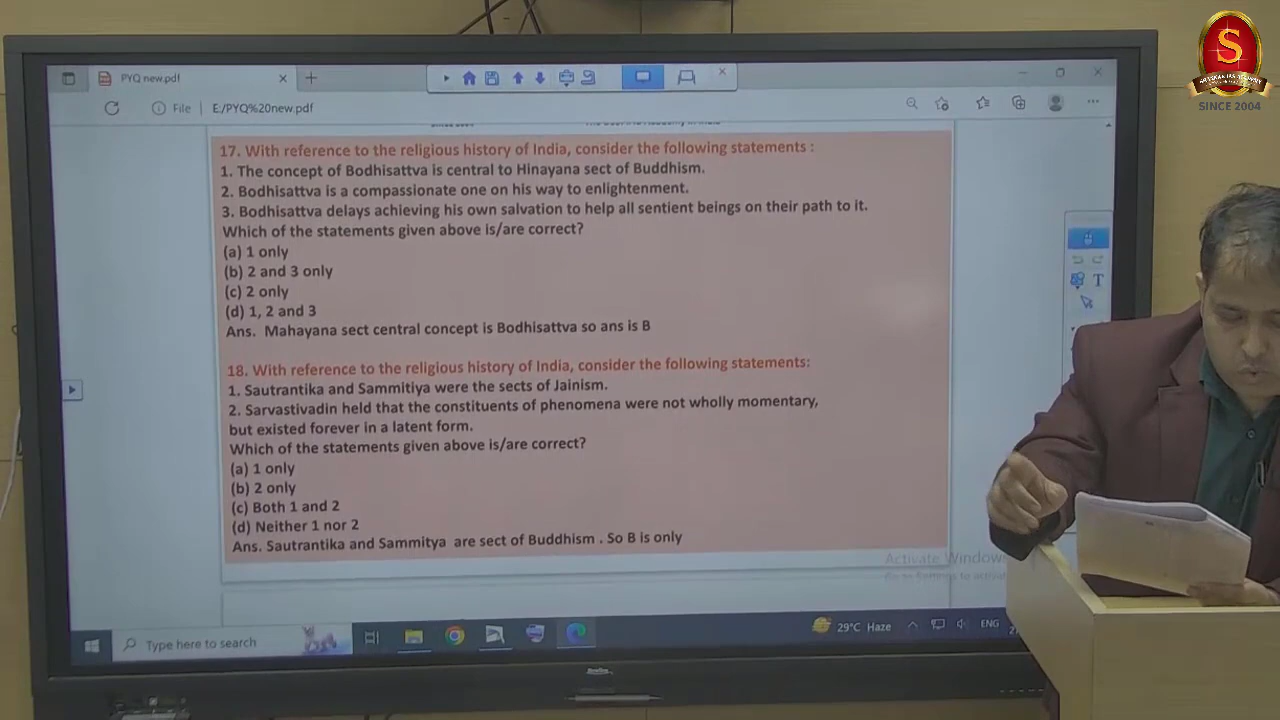 S
SINCE 2004
PYQ new.pdf
File E:/PYQ%20new.pdf
17. With reference to the religious history of India, consider the following statements :
1. The concept of Bodhisattva is central to Hinayana sect of Buddhism.
2. Bodhisattva is a compassionate one on his way to enlightenment.
3. Bodhisattva delays achieving his own salvation to help all sentient beings on their path to it.
Which of the statements given above is/are correct?
(a) 1 only
(b) 2 and 3 only
(c) 2 only
(d) 1, 2 and 3
Ans. Mahayana sect central concept is Bodhisattva so ans is B
18. With reference to the religious history of India, consider the following statements:
1. Sautrantika and Sammitiya were the sects of Jainism.
2. Sarvastivadin held that the constituents of phenomena were not wholly momentary,
but existed forever in a latent form.
Which of the statements given above is/are correct?
(a) 1 only
(b) 2 only
(c) Both 1 and 2
(d) Neither 1 nor 2
Ans. Sautrantika and Sammitya are sect of Buddhism . So B is only
Activate Windows
Type here to search
29°C Haze
ENG